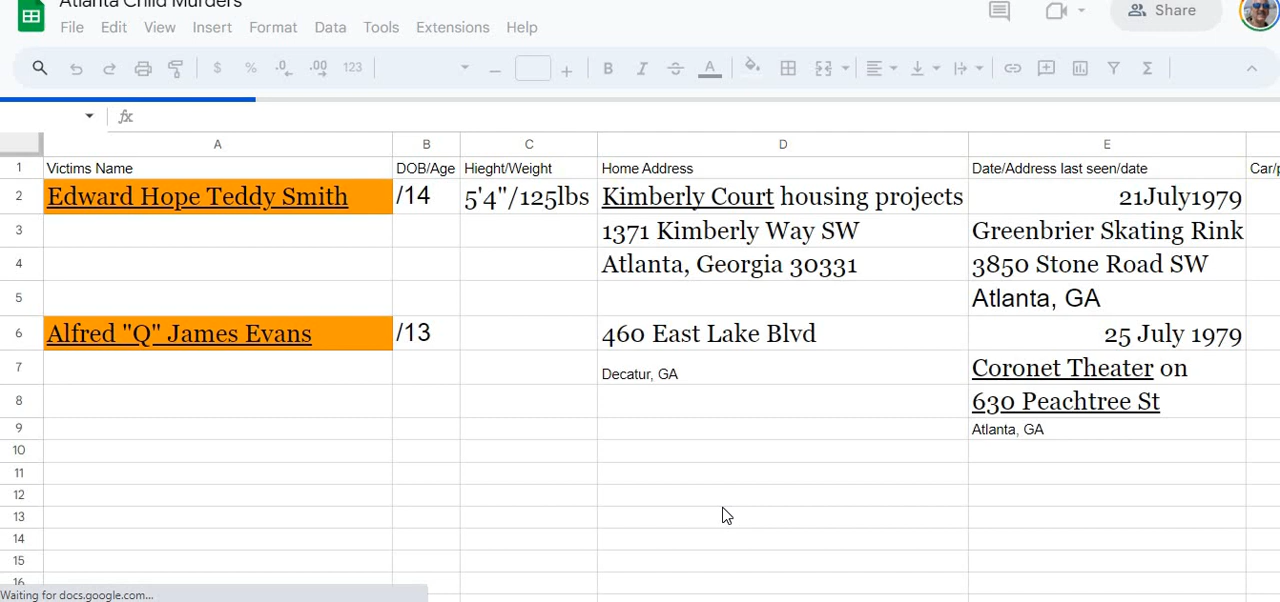 Atlanta Child Murders
File Edit View Insert Format Data Tools Extensions Help
Share
$ % .0 .00 123
B I A
fx
A B C D E
1 Victims Name DOB/Age Hieght/Weight Home Address Date/Address last seen/date Car/p
2 Edward Hope Teddy Smith /14 5'4"/125lbs Kimberly Court housing projects 21July1979
3 1371 Kimberly Way SW Greenbrier Skating Rink
4 Atlanta, Georgia 30331 3850 Stone Road SW
5 Atlanta, GA
6 Alfred "Q" James Evans /13 460 East Lake Blvd 25 July 1979
7 Decatur, GA Coronet Theater on
8 630 Peachtree St
9 Atlanta, GA
10
11
12
13
14
15
16
Waiting for docs.google.com...